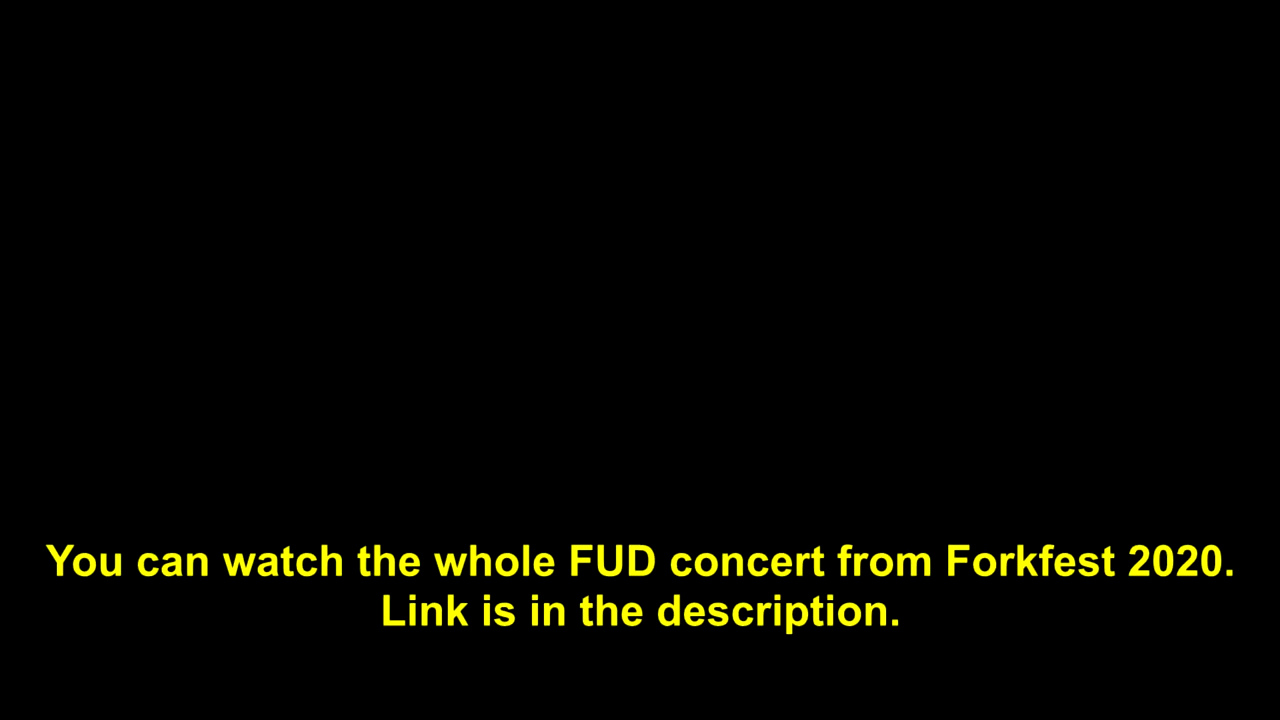 You can watch the whole FUD concert from Forkfest 2020.
Link is in the description.